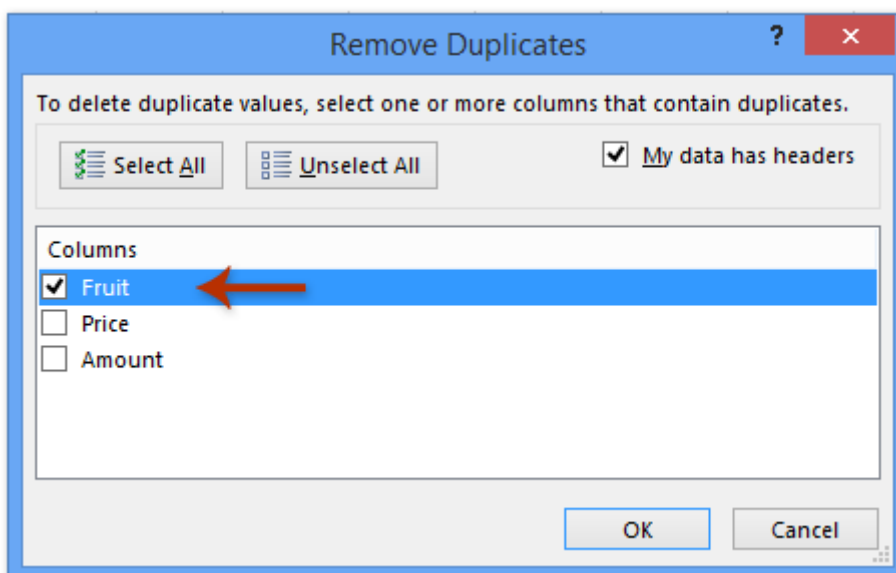 Remove Duplicates
?
To delete duplicate values, select one or more columns that contain duplicates.
Select All
Unselect All
My data has headers
Columns
Fruit
Price
Amount
OK
Cancel